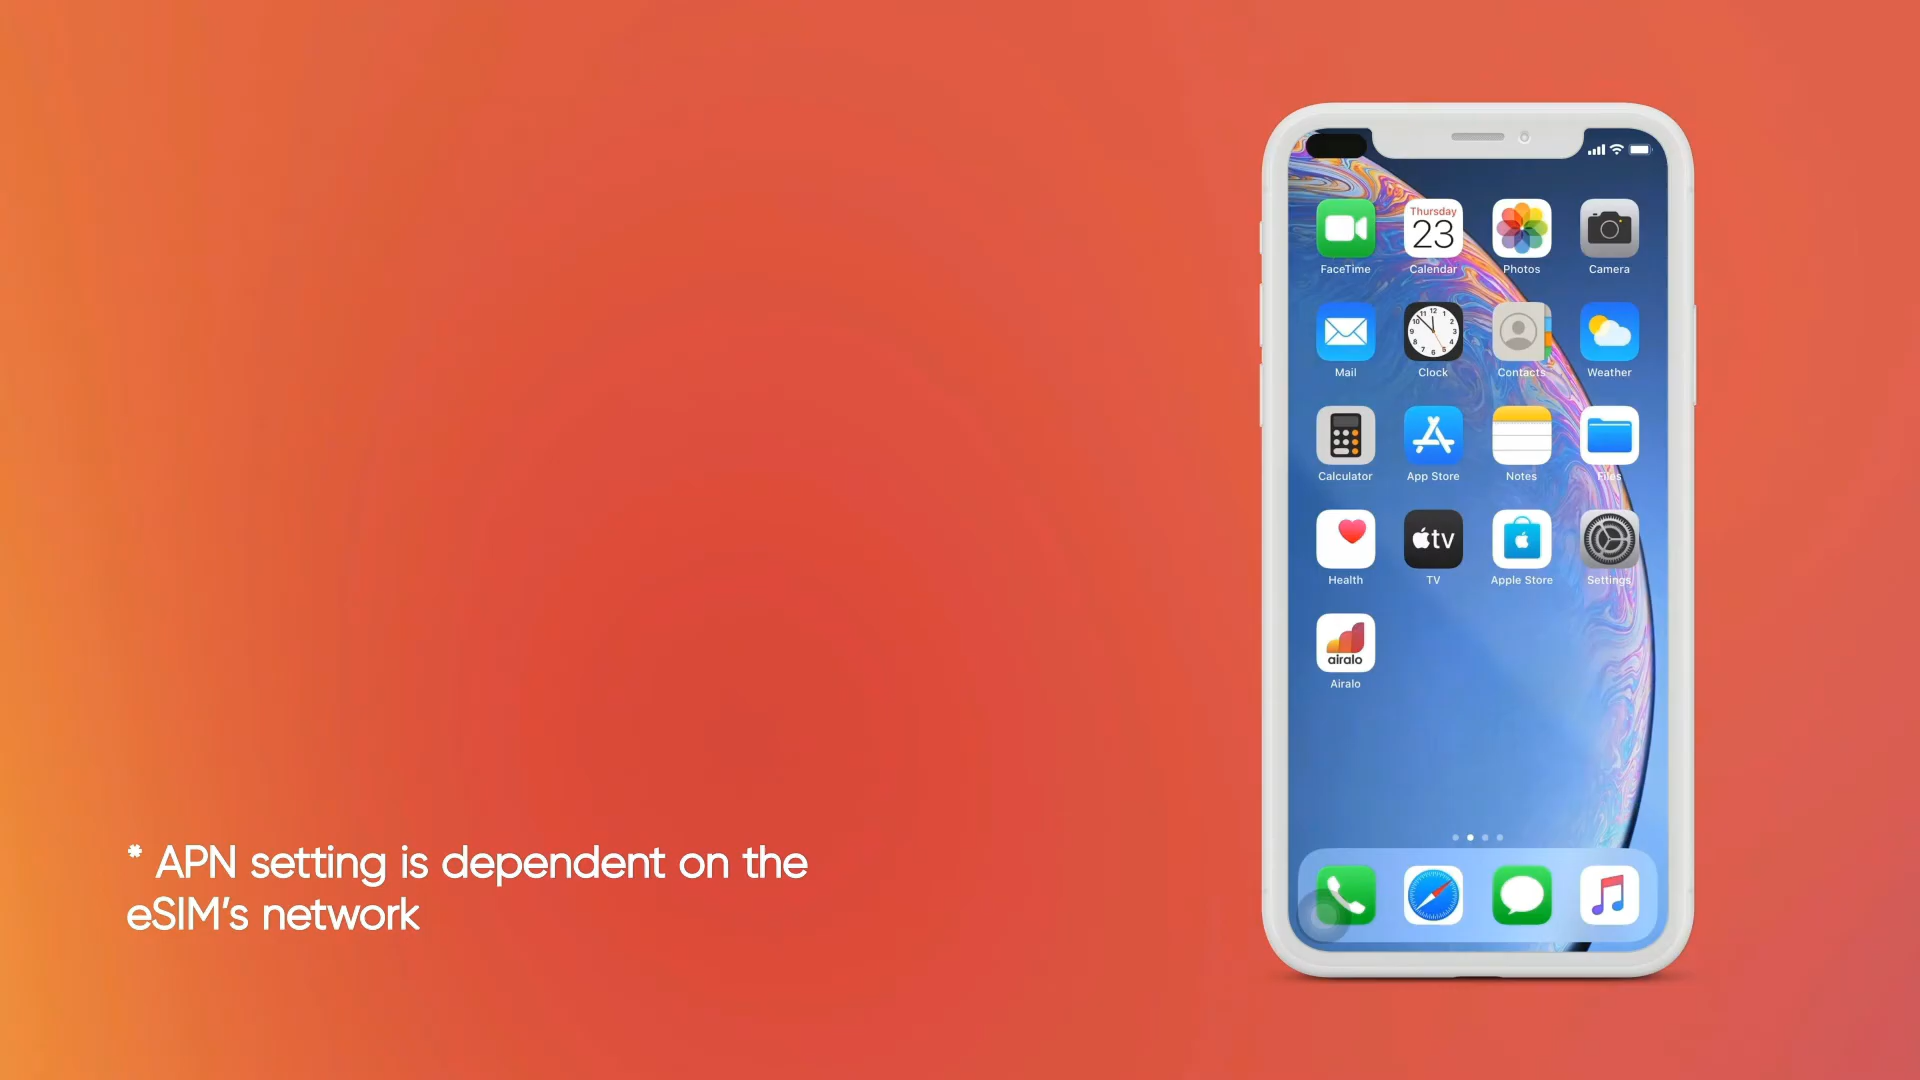 * APN setting is dependent on the
eSIM's network
Thursday
23
FaceTime
Calendar
Photos
Camera
Mail
Clock
Contacts
Weather
Calculator
App Store
Notes
Files
tv
Health
TV
Apple Store
Settings
airalo
Airalo